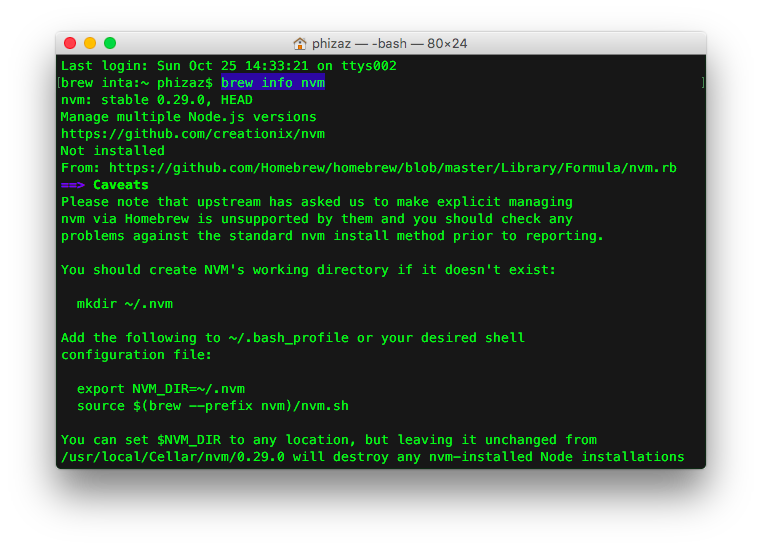 phizaz — -bash — 80×24
Last login: Sun Oct 25 14:33:21 on ttys002
[brew inta:~ phizaz$ brew info nvm ]
nvm: stable 0.29.0, HEAD
Manage multiple Node.js versions
https://github.com/creationix/nvm
Not installed
From: https://github.com/Homebrew/homebrew/blob/master/Library/Formula/nvm.rb
==> Caveats
Please note that upstream has asked us to make explicit managing
nvm via Homebrew is unsupported by them and you should check any
problems against the standard nvm install method prior to reporting.
You should create NVM's working directory if it doesn't exist:
mkdir ~/.nvm
Add the following to ~/.bash_profile or your desired shell
configuration file:
export NVM_DIR=~/.nvm
source $(brew --prefix nvm)/nvm.sh
You can set $NVM_DIR to any location, but leaving it unchanged from
/usr/local/Cellar/nvm/0.29.0 will destroy any nvm-installed Node installations